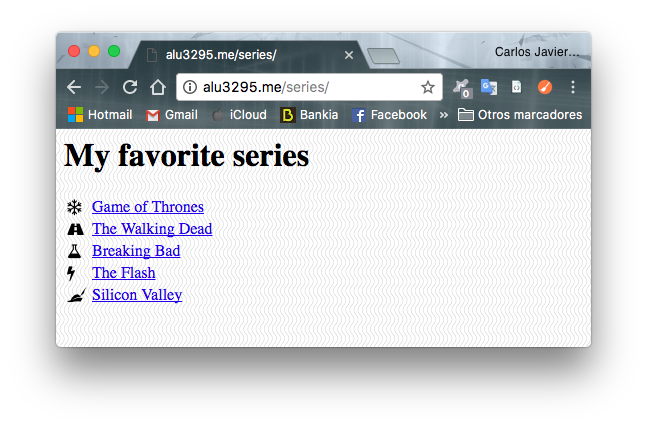 alu3295.me/series/
Carlos Javier...
alu3295.me/series/
0
Hotmail Gmail iCloud Bankia Facebook » Otros marcadores
My favorite series
Game of Thrones
The Walking Dead
Breaking Bad
The Flash
Silicon Valley